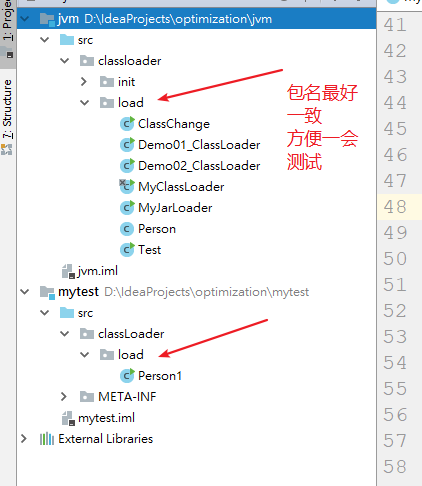 1: Project
7: Structure
jvm D:\IdeaProjects\optimization\jvm
src
classloader
init
load
ClassChange
Demo01_ClassLoader
Demo02_ClassLoader
MyClassLoader
MyJarLoader
Person
Test
jvm.iml
mytest D:\IdeaProjects\optimization\mytest
src
classLoader
load
Person1
META-INF
mytest.iml
External Libraries
包名最好
一致
方便一会
测试
41
42
43
44
45
46
47
48
49
50
51
52
53
54
55
56
57
58